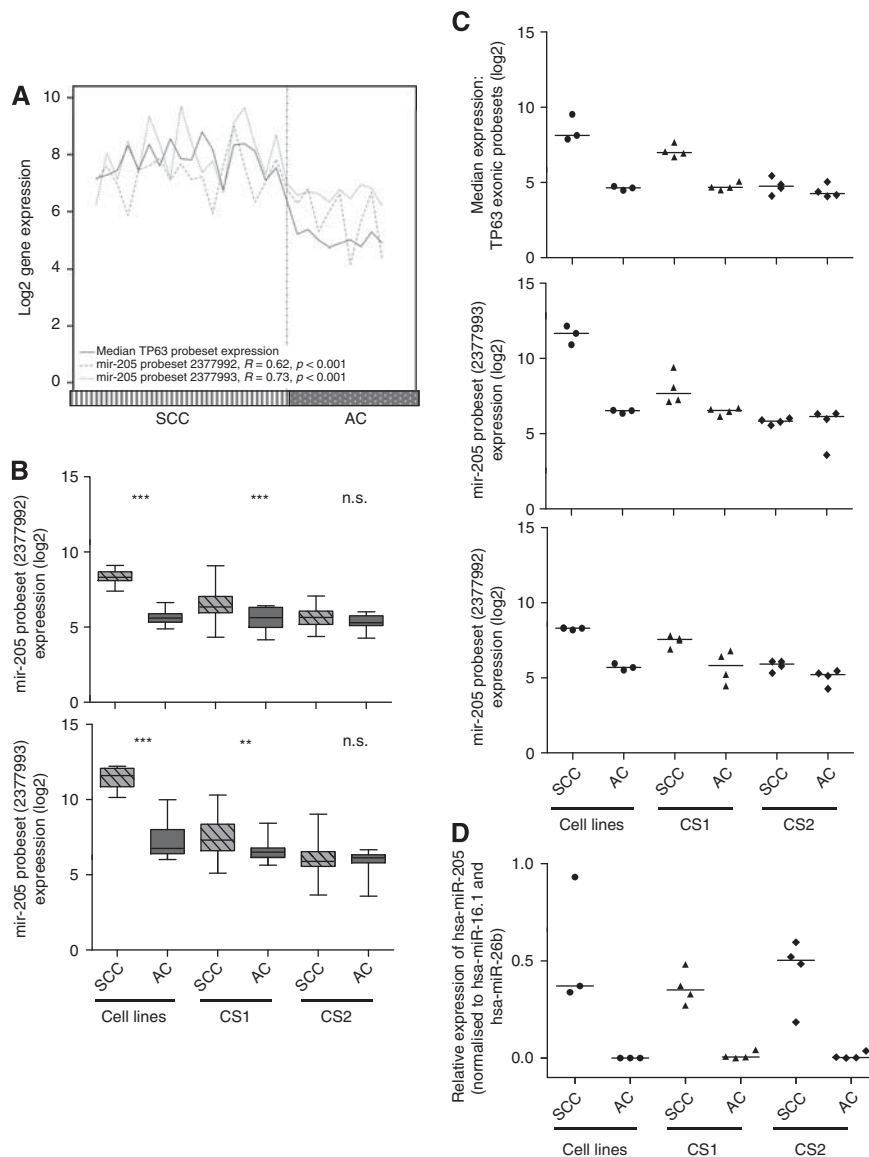 A
10
8
6
4
2
0
Log2 gene expression
Median TP63 probeset expression
mir-205 probeset 2377992, R = 0.62, p < 0.001
mir-205 probeset 2377993, R = 0.73, p < 0.001
SCC AC
B
15
10
5
0
mir-205 probeset (2377992)
expreession (log2)
*** *** n.s.
15
10
5
0
mir-205 probeset (2377993)
expreession (log2)
*** ** n.s.
SCC AC SCC AC SCC AC
Cell lines CS1 CS2
C
15
10
5
0
Median expression:
TP63 exonic probesets (log2)
15
10
5
0
mir-205 probeset (2377993)
expression (log2)
15
10
5
0
mir-205 probeset (2377992)
expression (log2)
SCC AC SCC AC SCC AC
Cell lines CS1 CS2
D
1.0
0.5
0.0
Relative expression of hsa-miR-205
(normalised to hsa-miR-16.1 and
hsa-miR-26b)
SCC AC SCC AC SCC AC
Cell lines CS1 CS2